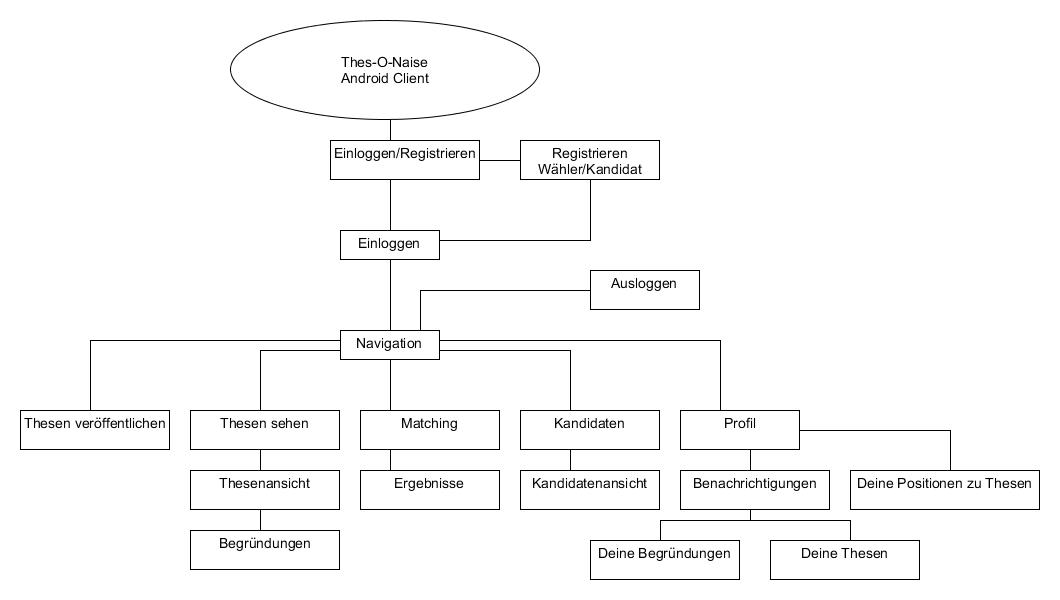 Thes-O-Naise
Android Client
Einloggen/Registrieren
Registrieren
Wähler/Kandidat
Einloggen
Ausloggen
Navigation
Thesen veröffentlichen
Thesen sehen
Matching
Kandidaten
Profil
Thesenansicht
Ergebnisse
Kandidatenansicht
Benachrichtigungen
Deine Positionen zu Thesen
Begründungen
Deine Begründungen
Deine Thesen